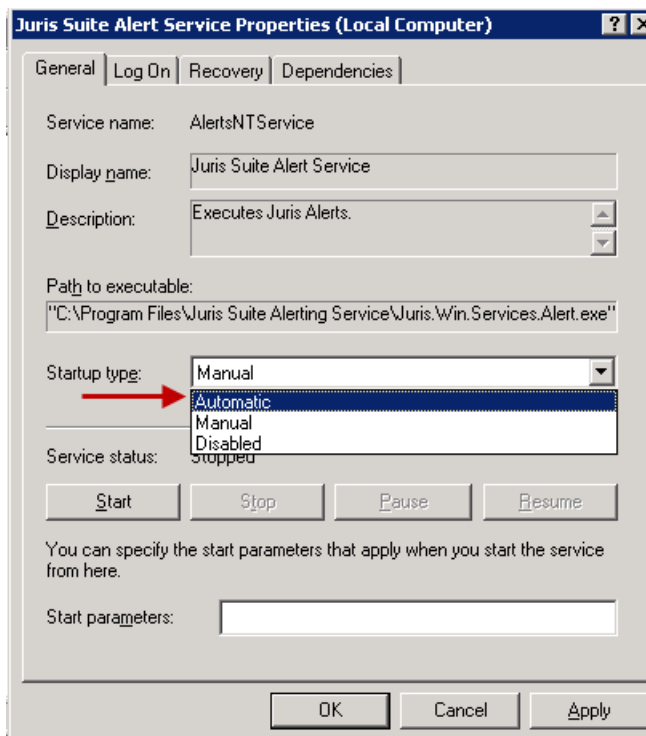 Juris Suite Alert Service Properties (Local Computer)
General Log On Recovery Dependencies
Service name: AlertsNTService
Display name: Juris Suite Alert Service
Description: Executes Juris Alerts.
Path to executable:
"C:\Program Files\Juris Suite Alerting Service\Juris.Win.Services.Alert.exe"
Startup type: Manual
Automatic
Manual
Disabled
Service status: Stopped
Start Stop Pause Resume
You can specify the start parameters that apply when you start the service
from here.
Start parameters:
OK Cancel Apply